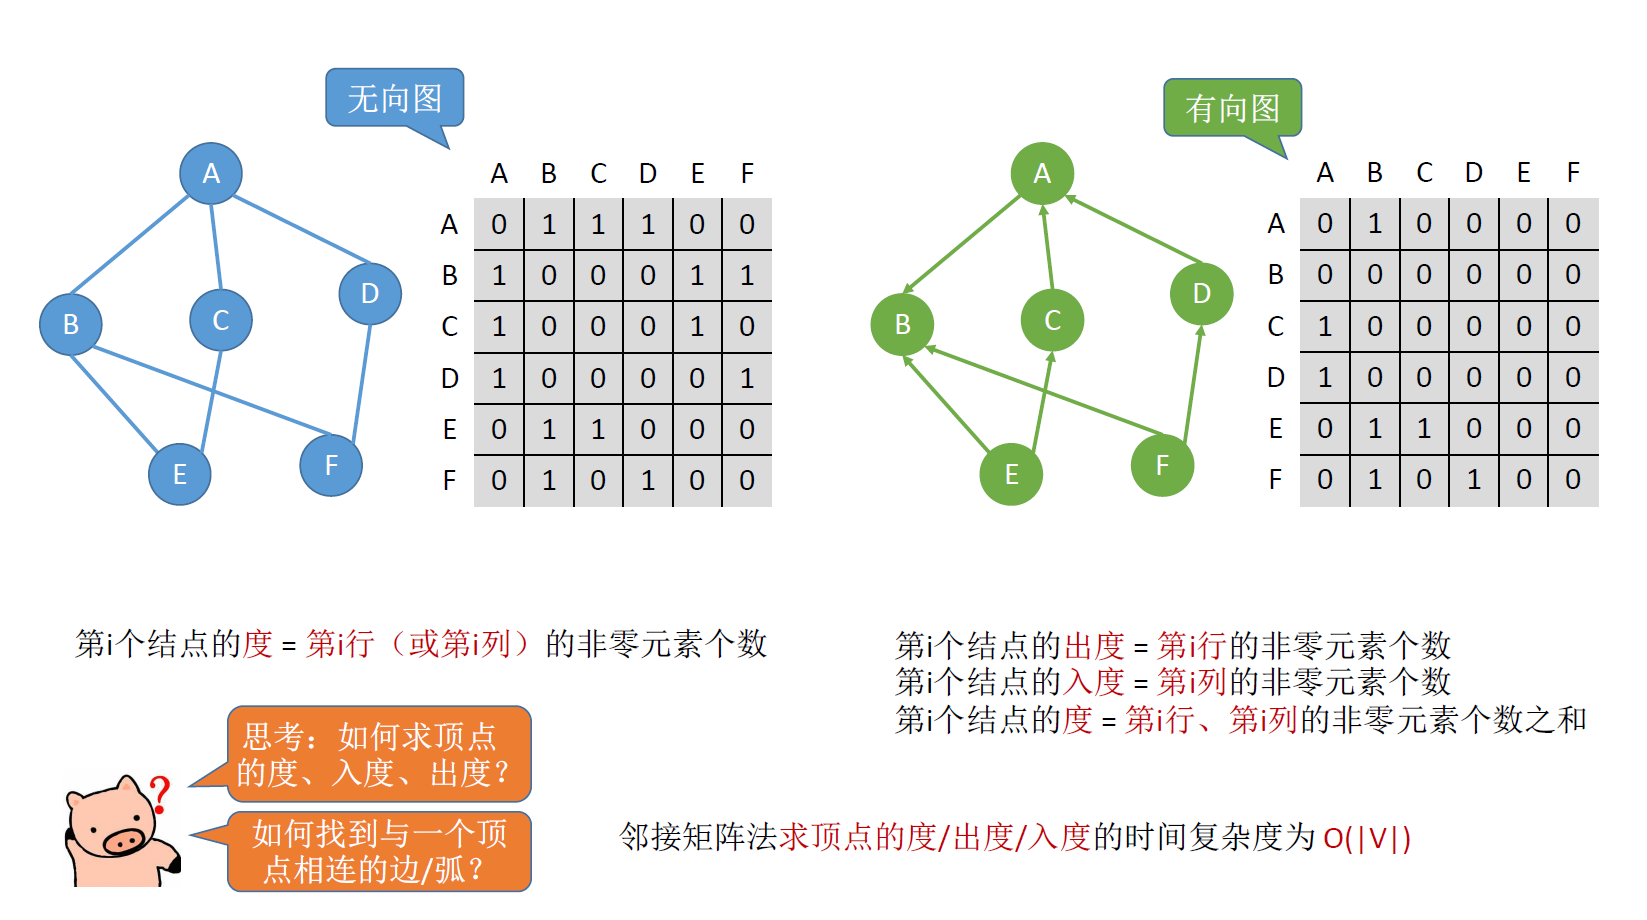 无向图
A
B
C
D
E
F
A B C D E F
A 0 1 1 1 0 0
B 1 0 0 0 1 1
C 1 0 0 0 1 0
D 1 0 0 0 0 1
E 0 1 1 0 0 0
F 0 1 0 1 0 0
有向图
A
B
C
D
E
F
A B C D E F
A 0 1 0 0 0 0
B 0 0 0 0 0 0
C 1 0 0 0 0 0
D 1 0 0 0 0 0
E 0 1 1 0 0 0
F 0 1 0 1 0 0
第i个结点的度 = 第i行（或第i列）的非零元素个数
第i个结点的出度 = 第i行的非零元素个数
第i个结点的入度 = 第i列的非零元素个数
第i个结点的度 = 第i行、第i列的非零元素个数之和
思考：如何求顶点
的度、入度、出度？
?
如何找到与一个顶
点相连的边/弧？
邻接矩阵法求顶点的度/出度/入度的时间复杂度为 O(|V|)